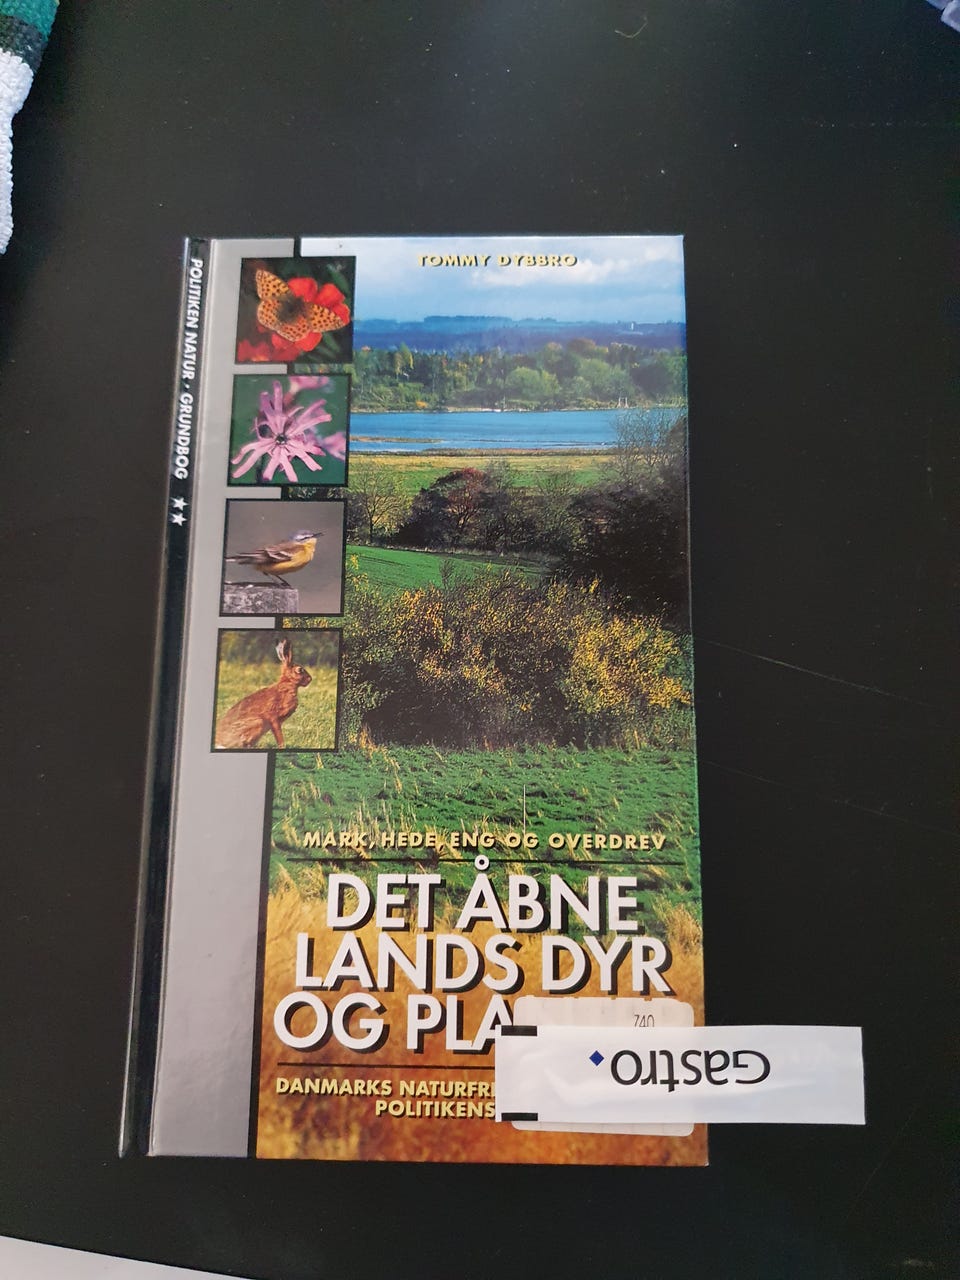 TOMMY DYBBRO
POLITIKEN NATUR · GRUNDBOG ★★
MARK, HEDE, ENG OG OVERDREV
DET ÅBNE
LANDS DYR
OG PLA
740
Gastro
DANMARKS NATURFR
POLITIKENS